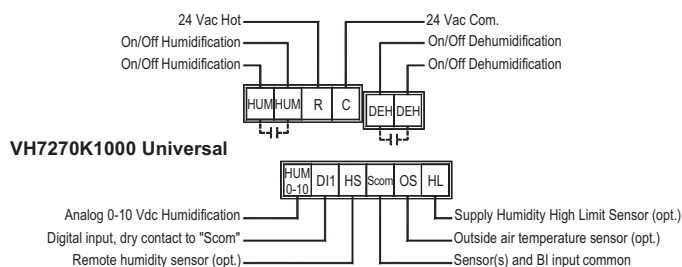 24 Vac Hot
24 Vac Com.
On/Off Humidification
On/Off Dehumidification
On/Off Humidification
On/Off Dehumidification
HUM HUM R C DEH DEH
VH7270K1000 Universal
HUM 0-10 DI1 HS Scom OS HL
Analog 0-10 Vdc Humidification
Supply Humidity High Limit Sensor (opt.)
Digital input, dry contact to "Scom"
Outside air temperature sensor (opt.)
Remote humidity sensor (opt.)
Sensor(s) and BI input common